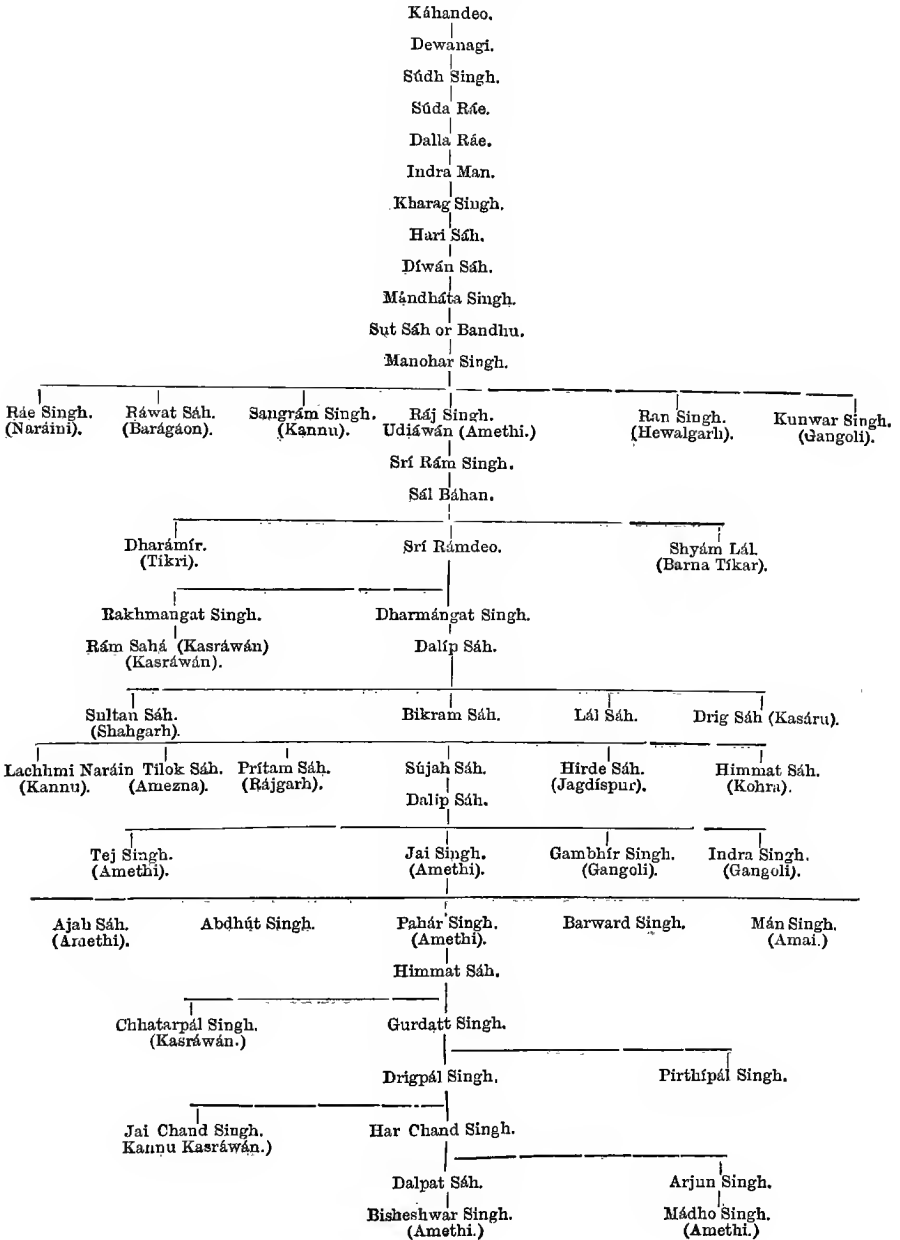 Káhandeo.
Dewanagi.
Súdh Singh.
Súda Ráe.
Dalla Ráe.
Indra Man.
Kharag Singh.
Hari Sáh.
Díwán Sáh.
Mándháta Singh.
Sut Sáh or Bandhu.
Manohar Singh.
Ráe Singh. Ráwat Sáh. Sangrám Singh. Ráj Singh. Ran Singh. Kunwar Singh.
(Naráini). (Barágáon). (Kannu). Udiáwán (Amethi.) (Hewalgarh). (Gangoli).
Srí Rám Singh.
Sál Báhan.
Dharámír. Srí Rámdeo. Shyám Lál.
(Tikri). (Barna Tíkar).
Rakhmangat Singh. Dharmángat Singh.
Rám Sahá (Kasráwán) Dalíp Sáh.
(Kasráwán).
Sultan Sáh. Bikram Sáh. Lál Sáh. Drig Sáh (Kasáru).
(Shahgarh).
Lachhmi Naráin Tilok Sáh. Prítam Sáh. Sújah Sáh. Hirde Sáh. Himmat Sáh.
(Kannu). (Amezna). (Rájgarh). (Jagdíspur). (Kohra).
Dalip Sáh.
Tej Singh. Jai Singh. Gambhír Singh. Indra Singh.
(Amethi). (Amethi). (Gangoli). (Gangoli).
Ajab Sáh. Abdhút Singh. Pahár Singh. Barward Singh. Mán Singh.
(Amethi). (Amethi). (Amai.)
Himmat Sáh.
Chhatarpál Singh. Gurdatt Singh.
(Kasráwán.)
Drigpál Singh. Pirthípál Singh.
Jai Chand Singh. Har Chand Singh.
Kannu Kasráwán.)
Dalpat Sáh. Arjun Singh.
Bisheshwar Singh. Mádho Singh.
(Amethi.) (Amethi.)